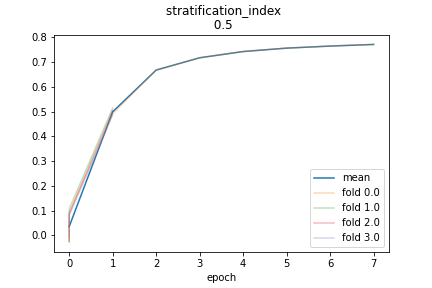 stratification_index
0.5
0.8
0.7
0.6
0.5
0.4
0.3
0.2
0.1
0.0
mean
fold 0.0
fold 1.0
fold 2.0
fold 3.0
0 1 2 3 4 5 6 7
epoch